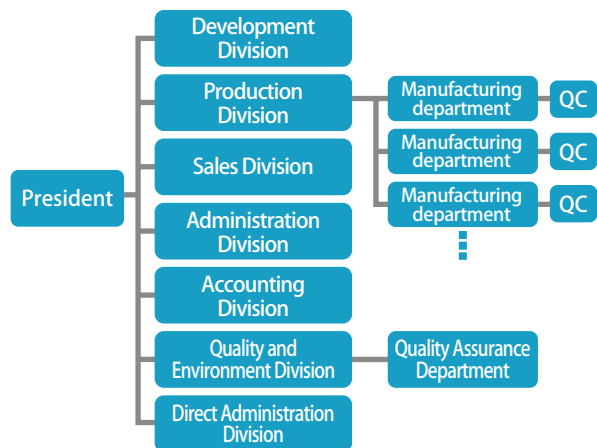 Development
Division
Production
Division
Manufacturing
department
QC
Manufacturing
department
QC
Sales Division
President
Manufacturing
department
QC
Administration
Division
Accounting
Division
Quality and
Environment Division
Quality Assurance
Department
Direct Administration
Division